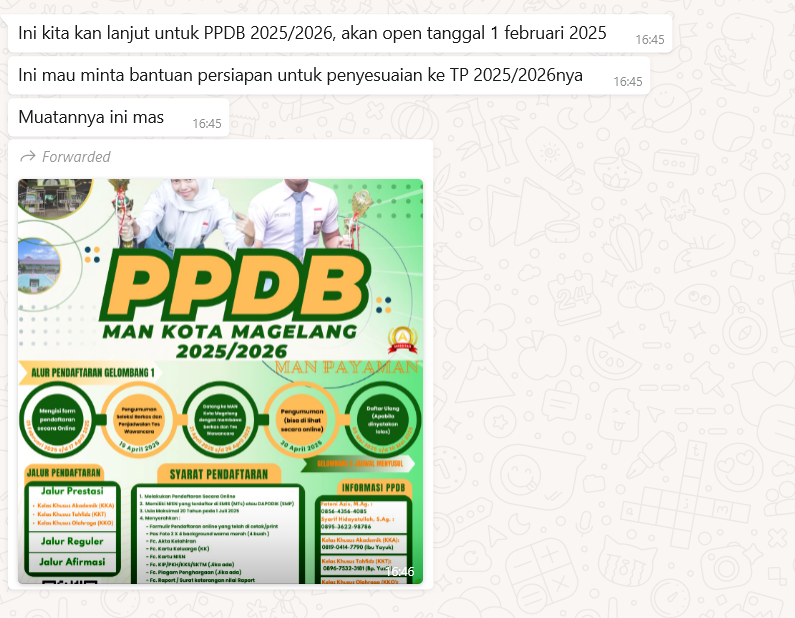 Ini kita kan lanjut untuk PPDB 2025/2026, akan open tanggal 1 februari 2025
16:45
Ini mau minta bantuan persiapan untuk penyesuaian ke TP 2025/2026nya
16:45
Muatannya ini mas
16:45
Forwarded
PPDB
MAN KOTA MAGELANG
2025/2026
MAN PAYAMAN
ALUR PENDAFTARAN GELOMBANG 1
Mengisi form
pendaftaran
secara Online
Pengumuman
Seleksi Berkas dan
Penjadwalan Tes
Wawancara
19 April 2025
Datang ke MAN
Kota Magelang
dengan membawa
berkas dan Tes
Wawancara
Pengumuman
(bisa di lihat
secara online)
30 April 2025
Daftar Ulang
(Apabila
dinyatakan
lolos)
JALUR PENDAFTARAN
Jalur Prestasi
Kelas Khusus Akademik (KKA)
Kelas Khusus Tahfidz (KKT)
Kelas Khusus Olahraga (KKO)
Jalur Reguler
Jalur Afirmasi
SYARAT PENDAFTARAN
1. Melakukan Pendaftaran Secara Online
2. Memiliki NISN yang terdaftar di EMIS (MTs) atau DAPODIK (SMP)
3. Usia Maksimal 20 Tahun pada 1 Juli 2026
4. Menyerahkan :
- Formulir Pendaftaran online yang telah di cetak/print
- Pas Foto 3 X 4 background warna merah (4 buah)
- Fc. Akta Kelahiran
- Fc. Kartu Keluarga (KK)
- Fc. Kartu NISN
- Fc. KIP/PKH/KKS/SKTM (Jika ada)
- Fc. Piagam Penghargaan (Jika ada)
- Fc. Raport / Surat keterangan nilai Raport
INFORMASI PPDB
Fatoni Aziz, M.Ag. :
0856-4356-4085
Syarif Hidayatulloh, S.Ag. :
0895-3622-98786
Kelas Khusus Akademik (KKA):
0819-0414-7790 (Ibu Yayuk)
Kelas Khusus Tahfidz (KKT):
0896-7532-3181 (Bp.
Kelas Khusus Olahraga (KKO)
16:46